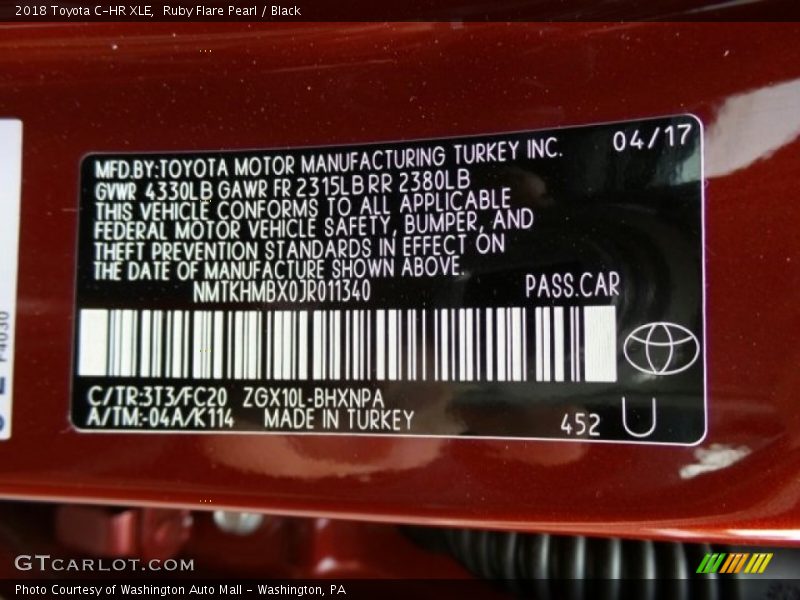 2018 Toyota C-HR XLE, Ruby Flare Pearl / Black
MFD.BY:TOYOTA MOTOR MANUFACTURING TURKEY INC. 04/17
GVWR 4330LB GAWR FR 2315LB RR 2380LB
THIS VEHICLE CONFORMS TO ALL APPLICABLE
FEDERAL MOTOR VEHICLE SAFETY, BUMPER, AND
THEFT PREVENTION STANDARDS IN EFFECT ON
THE DATE OF MANUFACTURE SHOWN ABOVE.
NMTKHMBX0JR011340 PASS.CAR
C/TR:3T3/FC20 ZGX10L-BHXNPA
A/TM:-04A/K114 MADE IN TURKEY 452 U
GTCARLOT.COM
Photo Courtesy of Washington Auto Mall - Washington, PA